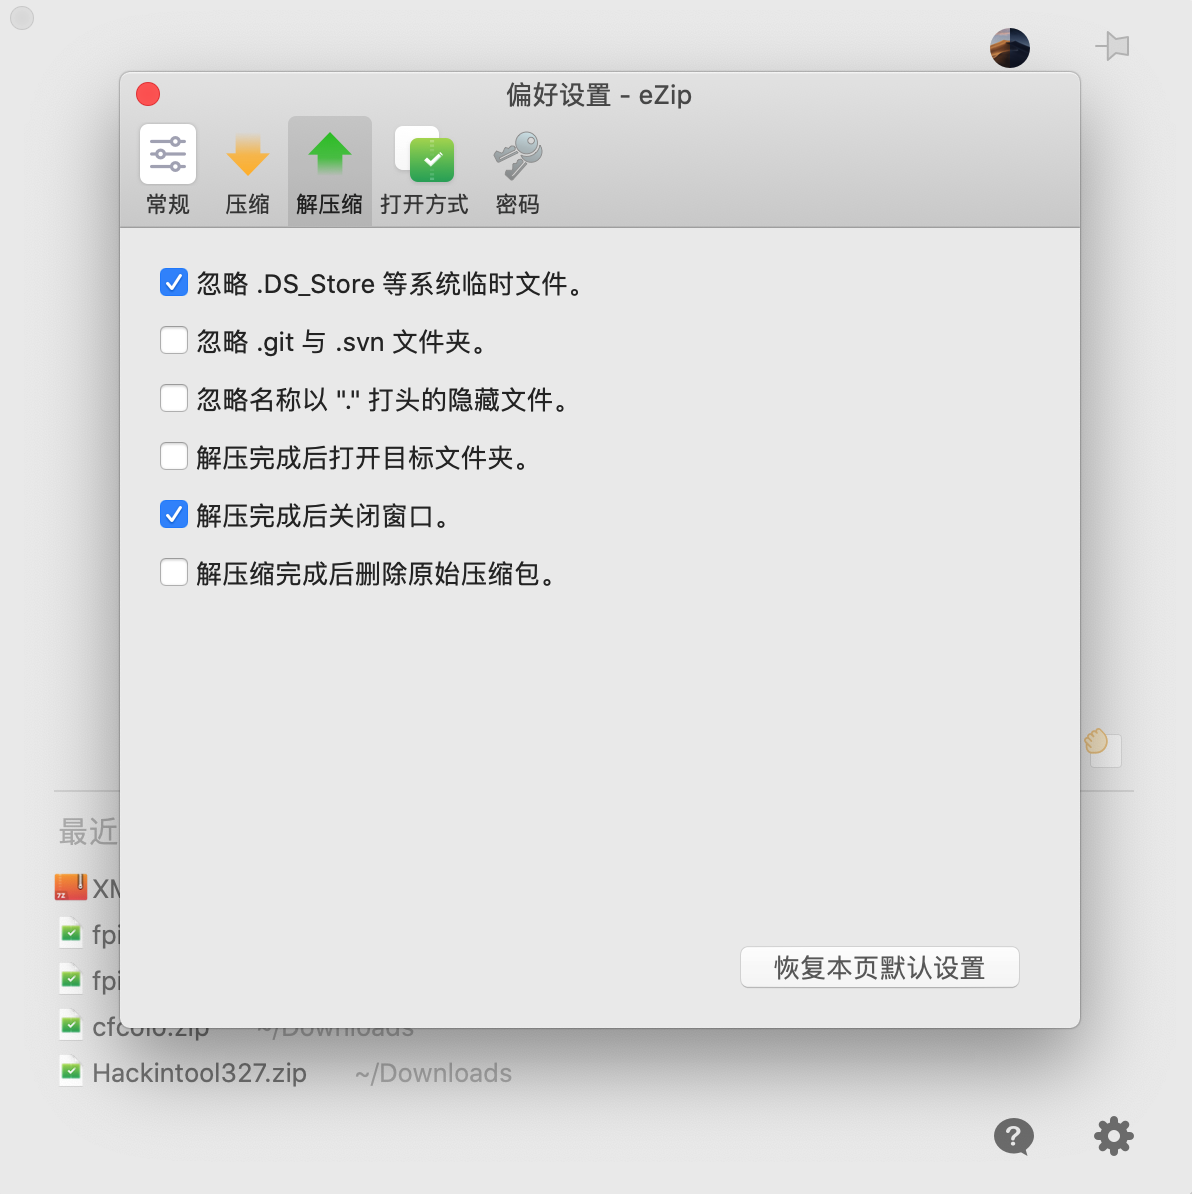 偏好设置 - eZip
常规 压缩 解压缩 打开方式 密码
忽略 .DS_Store 等系统临时文件。
忽略 .git 与 .svn 文件夹。
忽略名称以 "." 打头的隐藏文件。
解压完成后打开目标文件夹。
解压完成后关闭窗口。
解压缩完成后删除原始压缩包。
恢复本页默认设置
最近
7Z
XM
fpi
fpi
cfcolo.zip ~/Downloads
Hackintool327.zip ~/Downloads
?